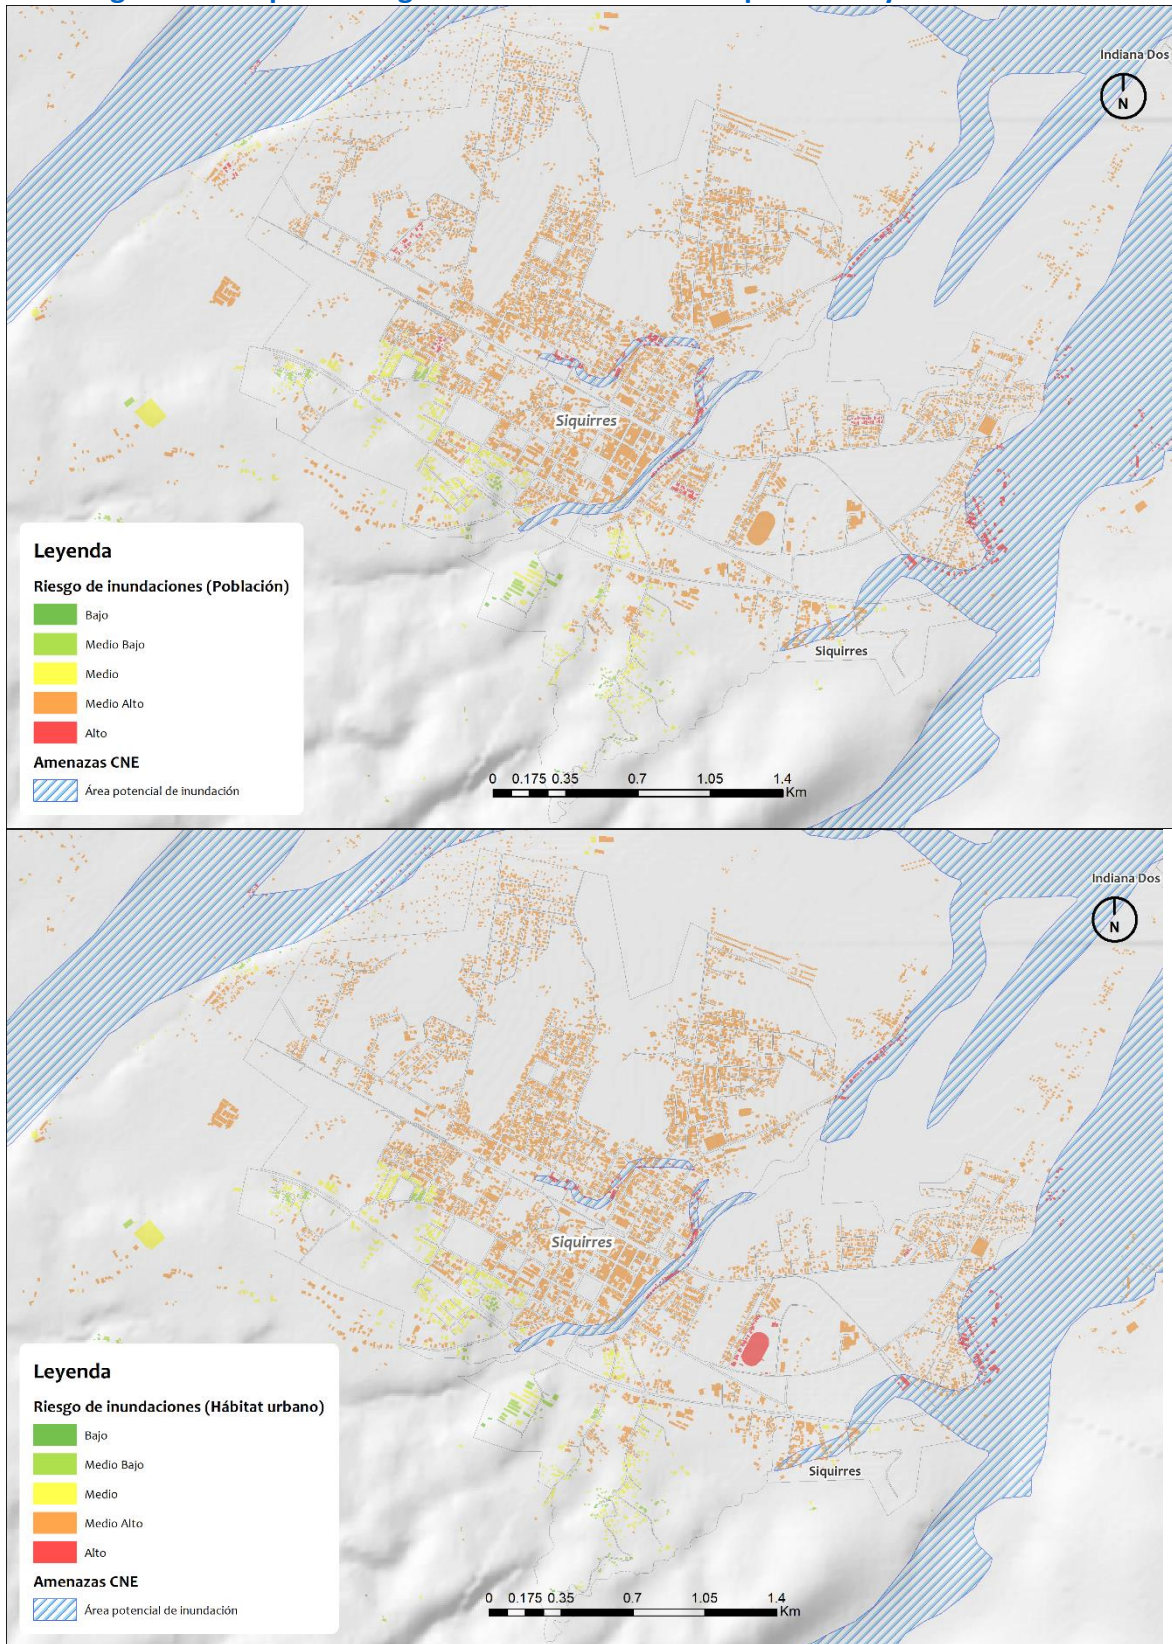 Indiana Dos
N
Siquirres
Siquirres
Leyenda
Riesgo de inundaciones (Población)
Bajo
Medio Bajo
Medio
Medio Alto
Alto
Amenazas CNE
Área potencial de inundación
0 0.175 0.35 0.7 1.05 1.4
Km
Indiana Dos
N
Siquirres
Siquirres
Leyenda
Riesgo de inundaciones (Hábitat urbano)
Bajo
Medio Bajo
Medio
Medio Alto
Alto
Amenazas CNE
Área potencial de inundación
0 0.175 0.35 0.7 1.05 1.4
Km